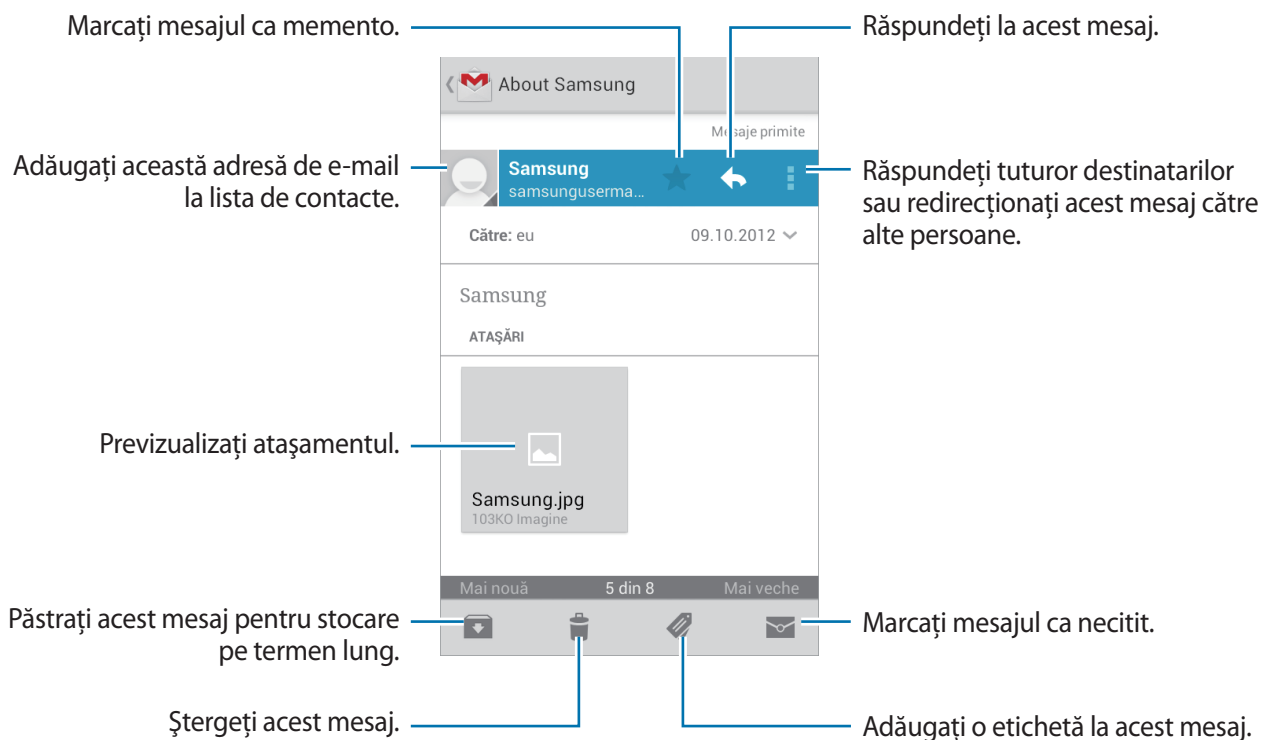 Marcați mesajul ca memento.
Răspundeți la acest mesaj.
About Samsung
Mesaje primite
Adăugați această adresă de e-mail
la lista de contacte.
Samsung
samsunguserma...
Răspundeți tuturor destinatarilor
sau redirecționați acest mesaj către
alte persoane.
Către: eu
09.10.2012
Samsung
ATAŞĂRI
Previzualizați ataşamentul.
Samsung.jpg
103KO Imagine
Mai nouă
5 din 8
Mai veche
Păstrați acest mesaj pentru stocare
pe termen lung.
Marcați mesajul ca necitit.
Ştergeți acest mesaj.
Adăugați o etichetă la acest mesaj.